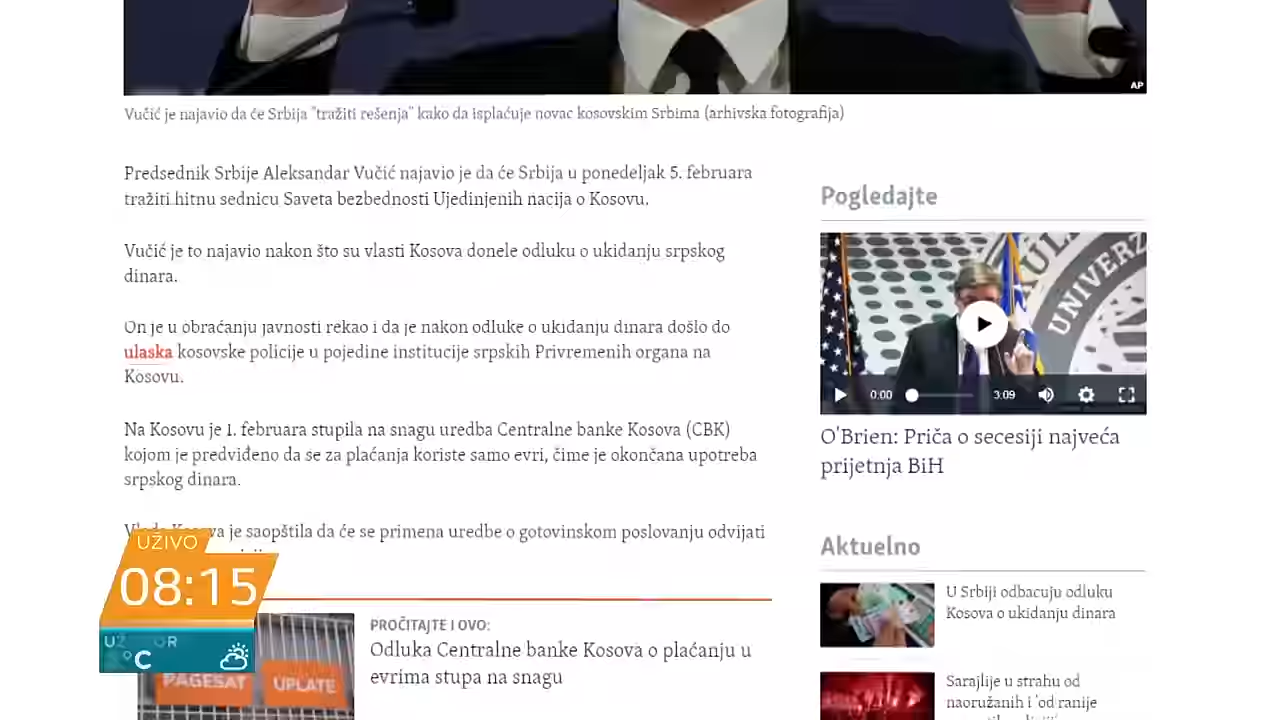 AP
Vučić je najavio da će Srbija "tražiti rešenja" kako da isplaćuje novac kosovskim Srbima (arhivska fotografija)
Predsednik Srbije Aleksandar Vučić najavio je da će Srbija u ponedeljak 5. februara
tražiti hitnu sednicu Saveta bezbednosti Ujedinjenih nacija o Kosovu.
Vučić je to najavio nakon što su vlasti Kosova donele odluku o ukidanju srpskog
dinara.
On je u obraćanju javnosti rekao i da je nakon odluke o ukidanju dinara došlo do
ulaska kosovske policije u pojedine institucije srpskih Privremenih organa na
Kosovu.
Na Kosovu je 1. februara stupila na snagu uredba Centralne banke Kosova (CBK)
kojom je predviđeno da se za plaćanja koriste samo evri, čime je okončana upotreba
srpskog dinara.
je saopštila da će se primena uredbe o gotovinskom poslovanju odvijati
UŽIVO
08:15
°C
PAGESAT
UPLATE
PROČITAJTE I OVO:
Odluka Centralne banke Kosova o plaćanju u
evrima stupa na snagu
Pogledajte
UNIVERZ
0:00
3:09
O'Brien: Priča o secesiji najveća
prijetnja BiH
Aktuelno
U Srbiji odbacuju odluku
Kosova o ukidanju dinara
Sarajlije u strahu od
naoružanih i 'od ranije